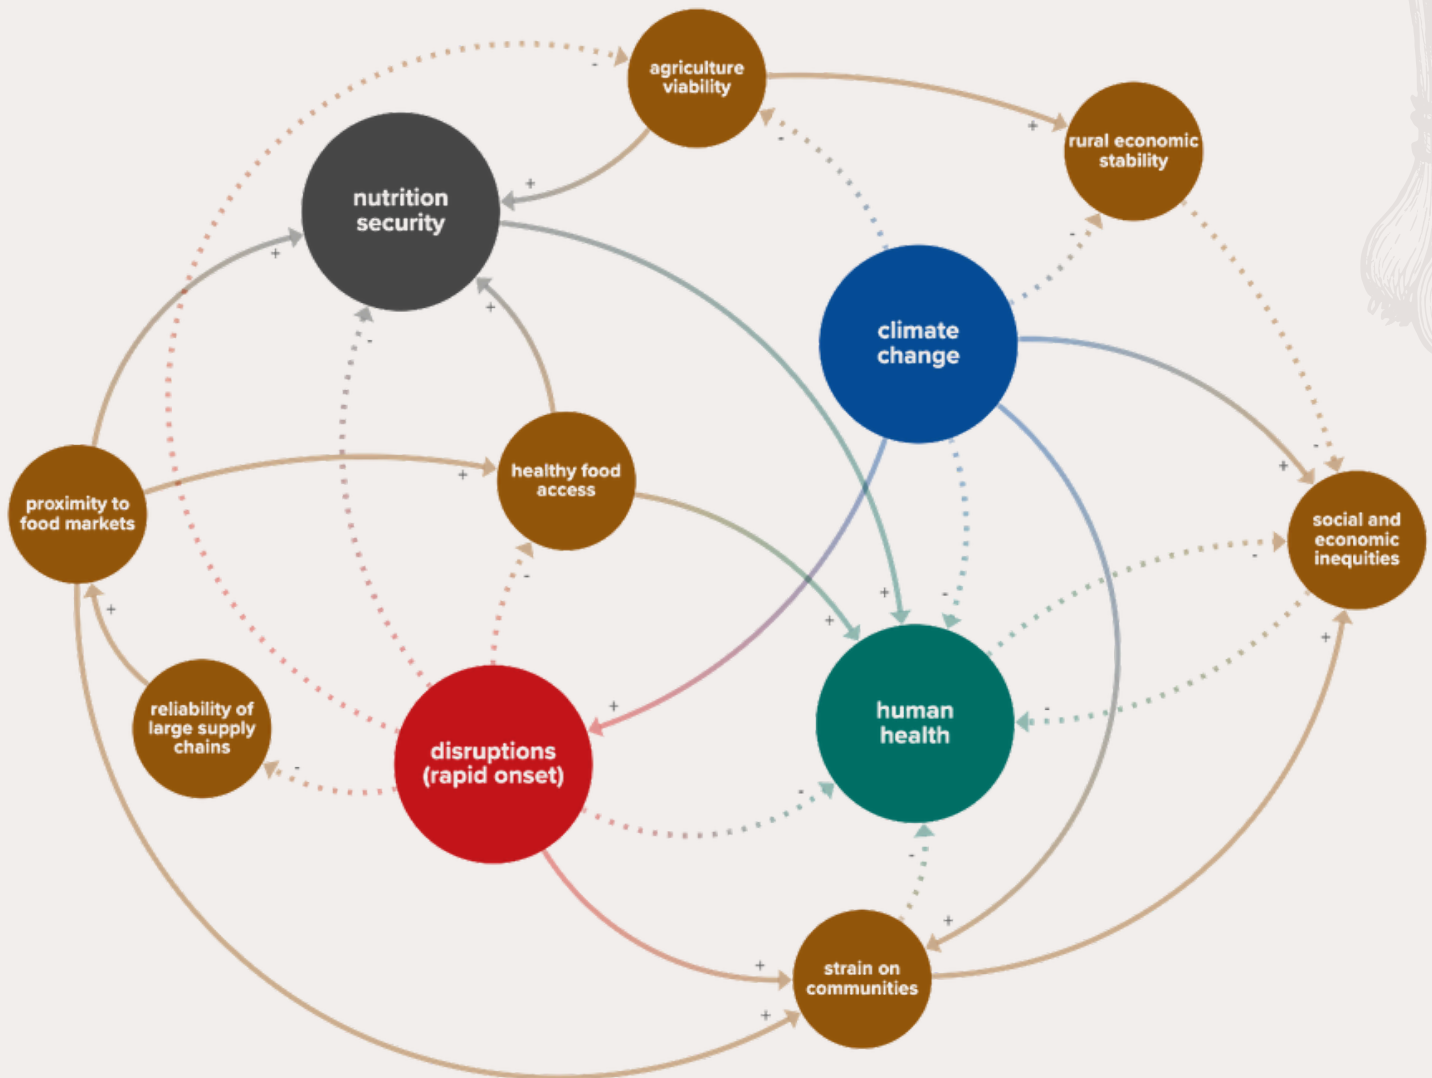 agriculture
viability
rural economic
stability
nutrition
security
climate
change
healthy food
access
proximity to
food markets
social and
economic
inequities
reliability of
large supply
chains
disruptions
(rapid onset)
human
health
strain on
communities
-
+
+
-
-
+
+
-
+
-
+
+
-
-
+
-
+
+
+
-
-
+
-
-
-
+
+
+